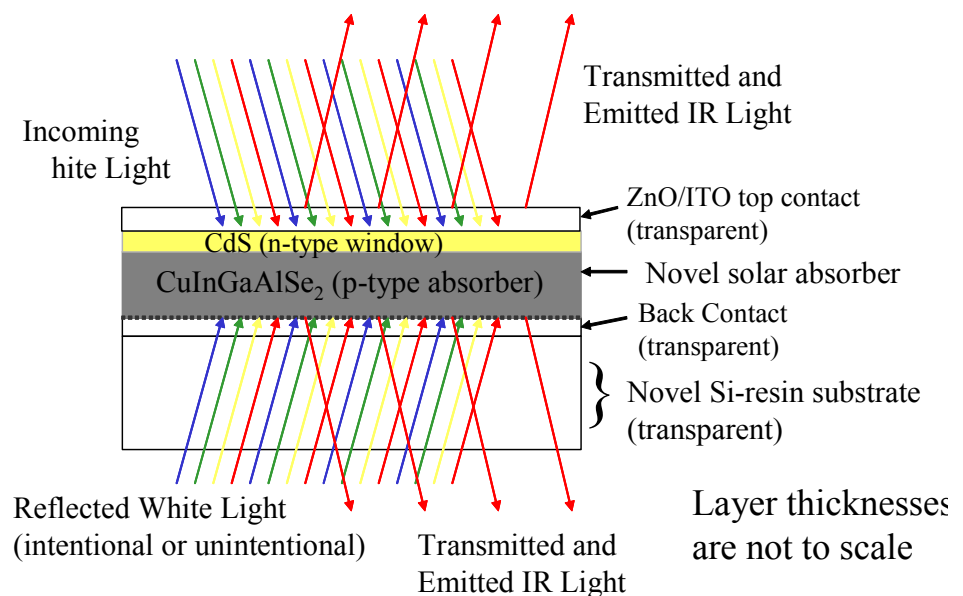 Transmitted and
Emitted IR Light
Incoming
hite Light
ZnO/ITO top contact
(transparent)
CdS (n-type window)
CuInGaAlSe₂ (p-type absorber)
Novel solar absorber
Back Contact
(transparent)
Novel Si-resin substrate
(transparent)
Reflected White Light
(intentional or unintentional)
Transmitted and
Emitted IR Light
Layer thicknesses
are not to scale